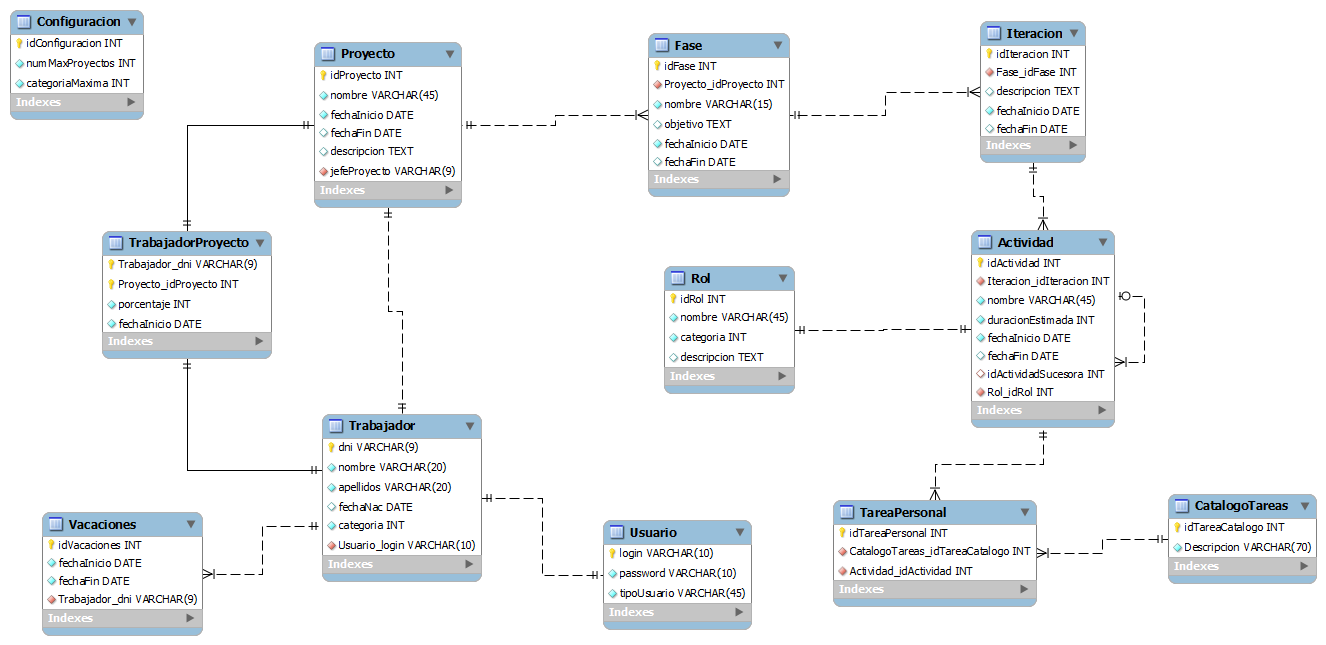 Configuracion
idConfiguracion INT
numMaxProyectos INT
categoriaMaxima INT
Indexes
Proyecto
idProyecto INT
nombre VARCHAR(45)
fechaInicio DATE
fechaFin DATE
descripcion TEXT
jefeProyecto VARCHAR(9)
Indexes
Fase
idFase INT
Proyecto_idProyecto INT
nombre VARCHAR(15)
objetivo TEXT
fechaInicio DATE
fechaFin DATE
Indexes
Iteracion
idIteracion INT
Fase_idFase INT
descripcion TEXT
fechaInicio DATE
fechaFin DATE
Indexes
TrabajadorProyecto
Trabajador_dni VARCHAR(9)
Proyecto_idProyecto INT
porcentaje INT
fechaInicio DATE
Indexes
Rol
idRol INT
nombre VARCHAR(45)
categoria INT
descripcion TEXT
Indexes
Actividad
idActividad INT
Iteracion_idIteracion INT
nombre VARCHAR(45)
duracionEstimada INT
fechaInicio DATE
fechaFin DATE
idActividadSucesora INT
Rol_idRol INT
Indexes
Trabajador
dni VARCHAR(9)
nombre VARCHAR(20)
apellidos VARCHAR(20)
fechaNac DATE
categoria INT
Usuario_login VARCHAR(10)
Indexes
Vacaciones
idVacaciones INT
fechaInicio DATE
fechaFin DATE
Trabajador_dni VARCHAR(9)
Indexes
Usuario
login VARCHAR(10)
password VARCHAR(10)
tipoUsuario VARCHAR(45)
Indexes
TareaPersonal
idTareaPersonal INT
CatalogoTareas_idTareaCatalogo INT
Actividad_idActividad INT
Indexes
CatalogoTareas
idTareaCatalogo INT
Descripcion VARCHAR(70)
Indexes